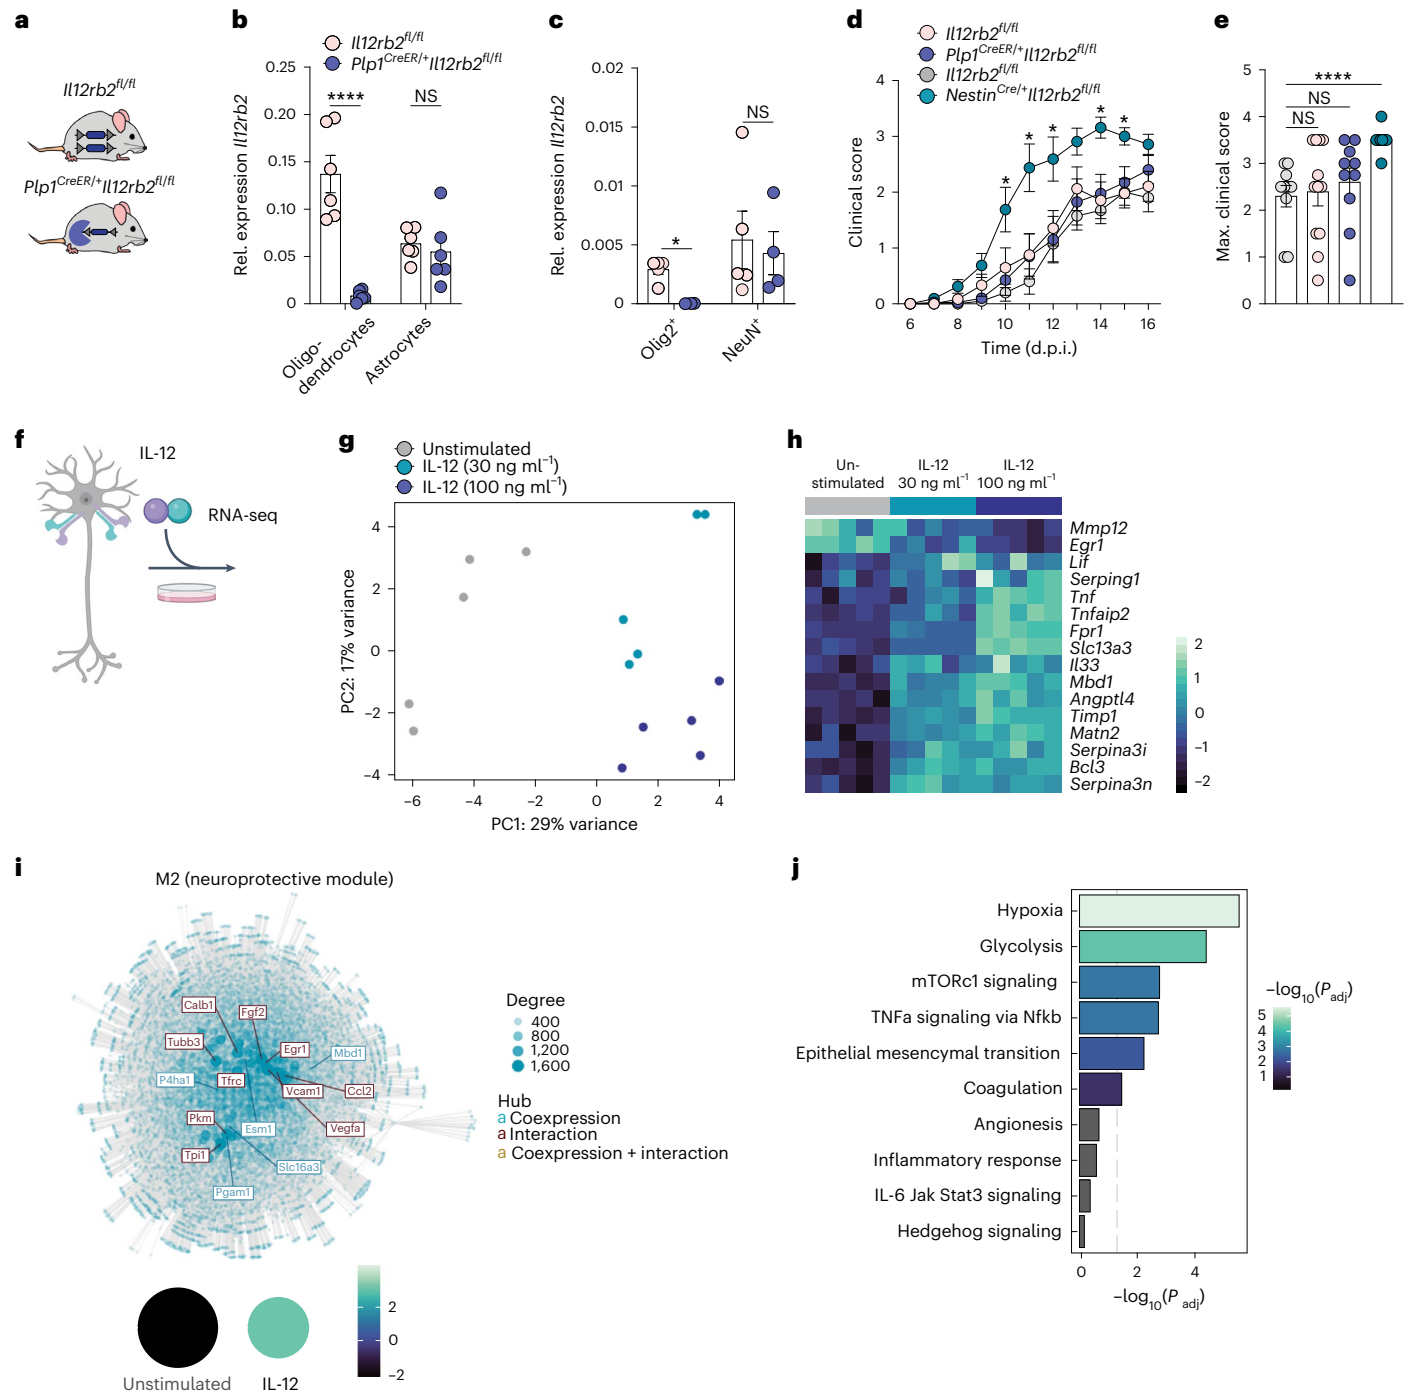 a
Il12rb2fl/fl
Plp1CreER/+Il12rb2fl/fl
b
Il12rb2fl/fl
Plp1CreER/+Il12rb2fl/fl
Rel. expression Il12rb2
0.25
0.20
0.15
0.10
0.05
0
****
NS
Oligo-
dendrocytes
Astrocytes
c
Rel. expression Il12rb2
0.02
0.015
0.01
0.005
0
*
NS
Olig2+
NeuN+
d
Il12rb2fl/fl
Plp1CreER/+Il12rb2fl/fl
Il12rb2fl/fl
NestinCre/+Il12rb2fl/fl
Clinical score
4
3
2
1
0
* * * * *
6 8 10 12 14 16
Time (d.p.i.)
e
Max. clinical score
5
4
3
2
1
0
****
NS
NS
f
IL-12
RNA-seq
g
Unstimulated
IL-12 (30 ng ml−1)
IL-12 (100 ng ml−1)
PC2: 17% variance
4
2
0
−2
−4
−6 −4 −2 0 2 4
PC1: 29% variance
h
Un-
stimulated
IL-12
30 ng ml−1
IL-12
100 ng ml−1
Mmp12
Egr1
Lif
Serping1
Tnf
Tnfaip2
Fpr1
Slc13a3
Il33
Mbd1
Angptl4
Timp1
Matn2
Serpina3i
Bcl3
Serpina3n
2
1
0
−1
−2
i
M2 (neuroprotective module)
Calb1
Fgf2
Tubb3
Egr1
Mbd1
P4ha1
Tfrc
Vcam1
Ccl2
Pkm
Esm1
Vegfa
Tpi1
Slc16a3
Pgam1
Degree
400
800
1,200
1,600
Hub
a Coexpression
a Interaction
a Coexpression + interaction
2
0
−2
Unstimulated
IL-12
j
Hypoxia
Glycolysis
mTORc1 signaling
TNFa signaling via Nfkb
Epithelial mesencymal transition
Coagulation
Angionesis
Inflammatory response
IL-6 Jak Stat3 signaling
Hedgehog signaling
0 2 4
−log10(P adj)
−log10(Padj)
5
4
3
2
1